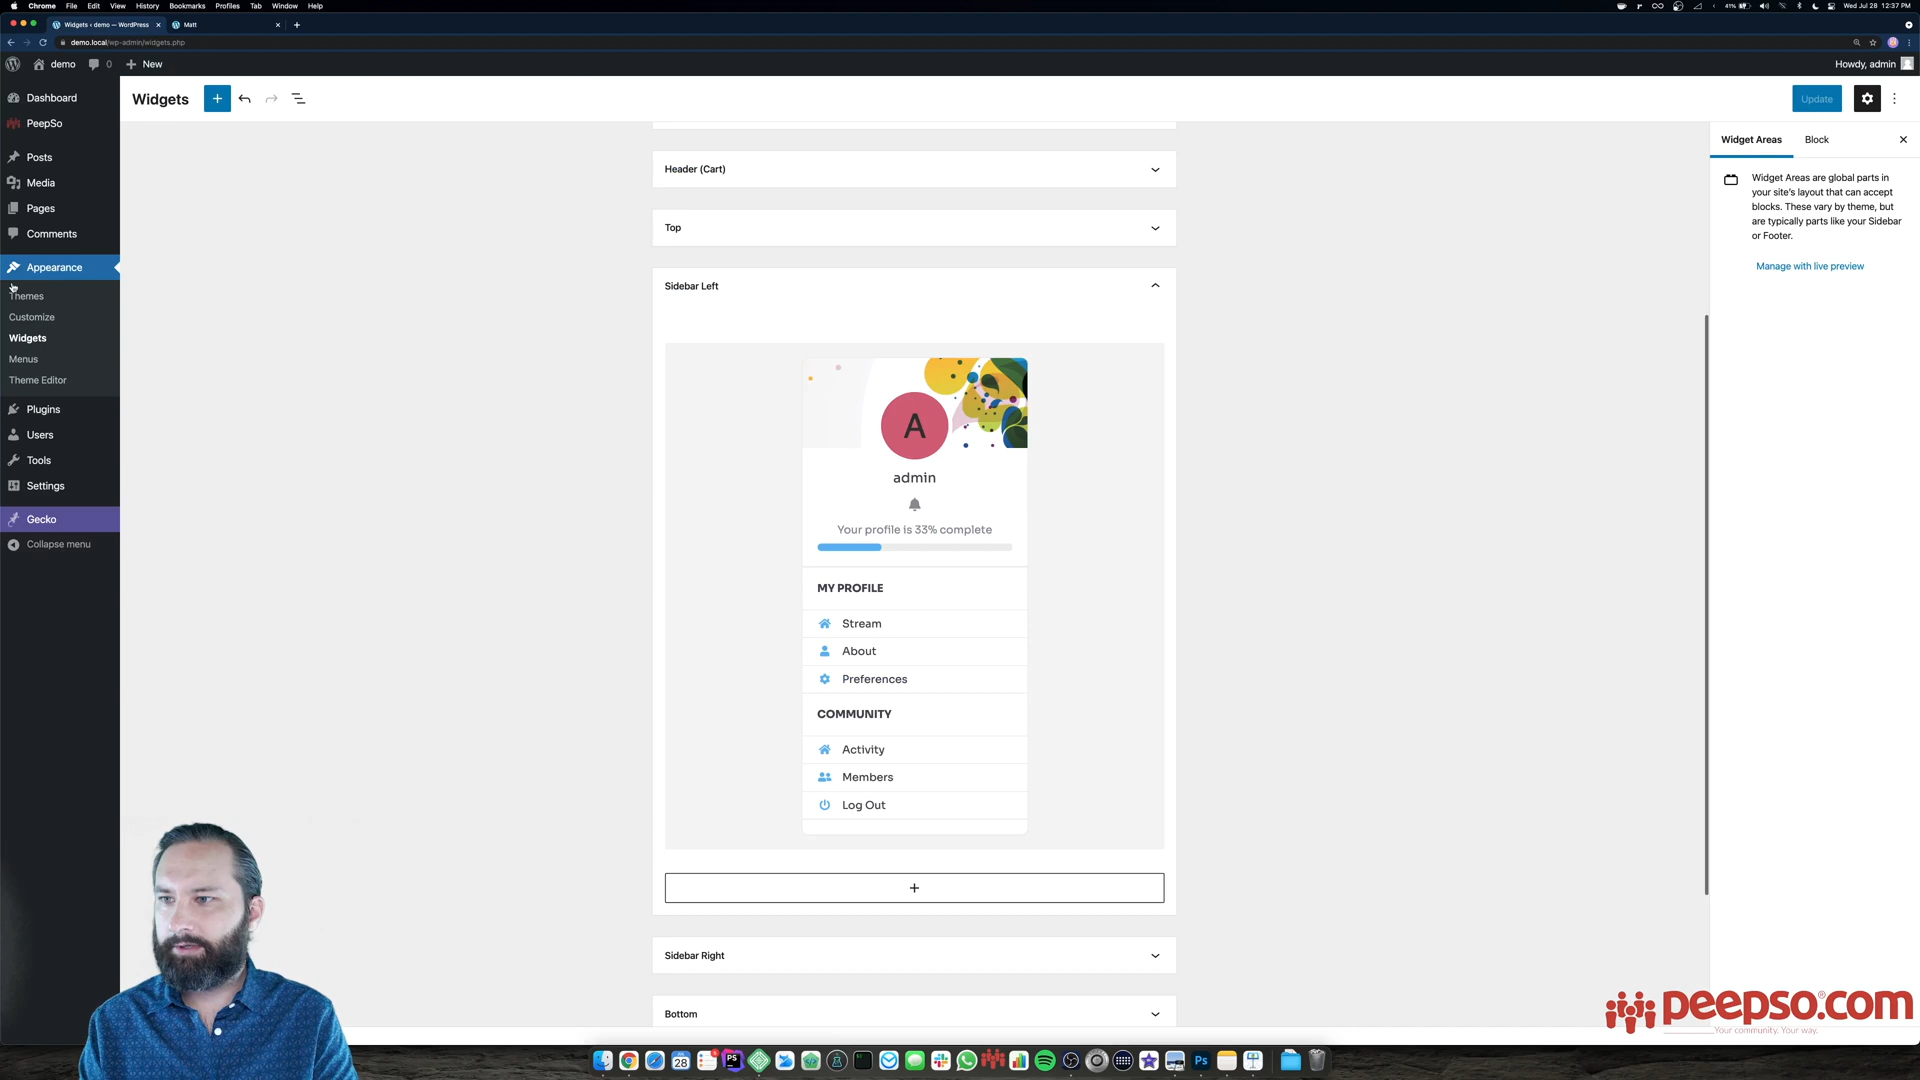 Chrome File Edit View History Bookmarks Profiles Tab Window Help
41% Wed Jul 28 12:37 PM
Widgets ‹ demo — WordPress
Matt
demo.local/wp-admin/widgets.php
demo 0 New
Howdy, admin
Dashboard
PeepSo
Posts
Media
Pages
Comments
Appearance
Themes
Customize
Widgets
Menus
Theme Editor
Plugins
Users
Tools
Settings
Gecko
Collapse menu
Widgets
Update
Header (Cart)
Top
Sidebar Left
A
admin
Your profile is 33% complete
MY PROFILE
Stream
About
Preferences
COMMUNITY
Activity
Members
Log Out
Sidebar Right
Bottom
Widget Areas Block
Widget Areas are global parts in
your site's layout that can accept
blocks. These vary by theme, but
are typically parts like your Sidebar
or Footer.
Manage with live preview
peepso.com
Your community. Your way.
28
PS
Ps